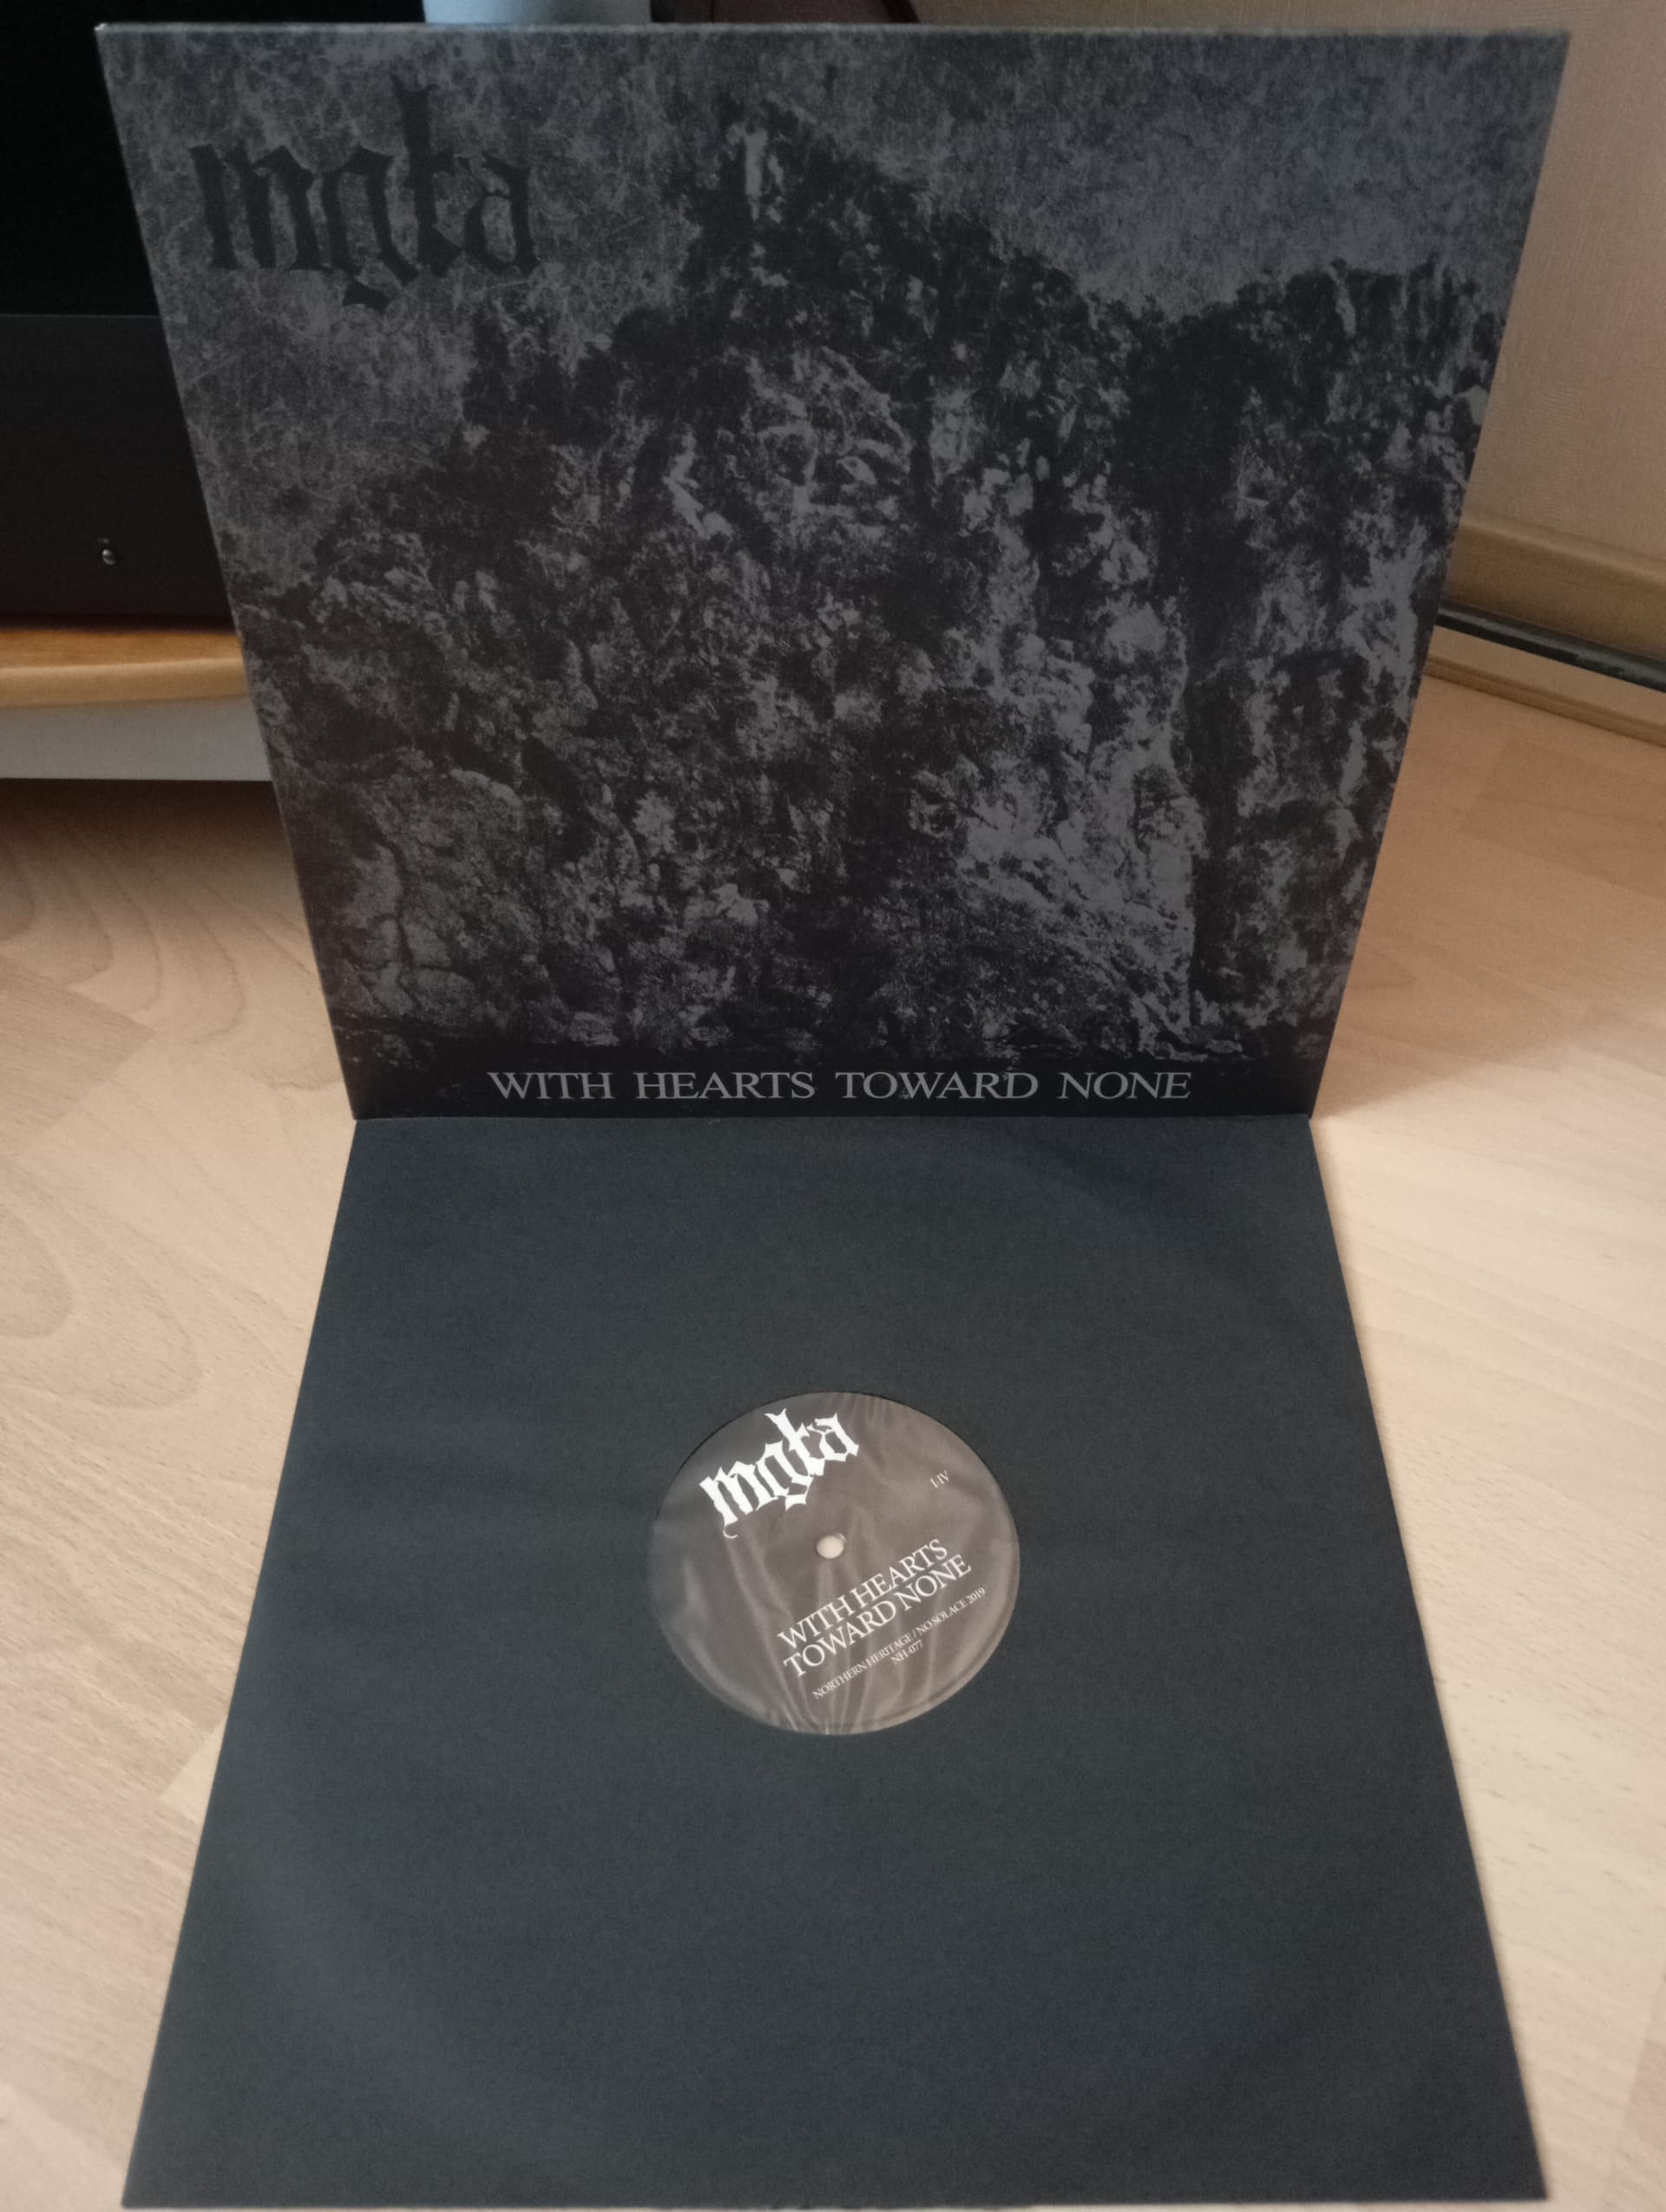 mgła
WITH HEARTS TOWARD NONE
mgła
I-IV
WITH HEARTS
TOWARD NONE
NORTHERN HERITAGE / NO SOLACE 2019
NH-077